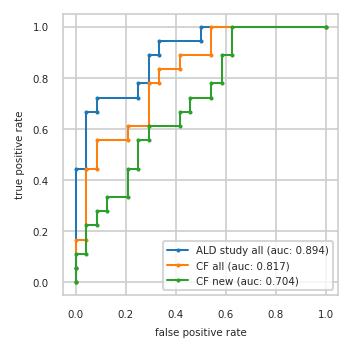 true positive rate
1.0
0.8
0.6
0.4
0.2
0.0
ALD study all (auc: 0.894)
CF all (auc: 0.817)
CF new (auc: 0.704)
0.0 0.2 0.4 0.6 0.8 1.0
false positive rate